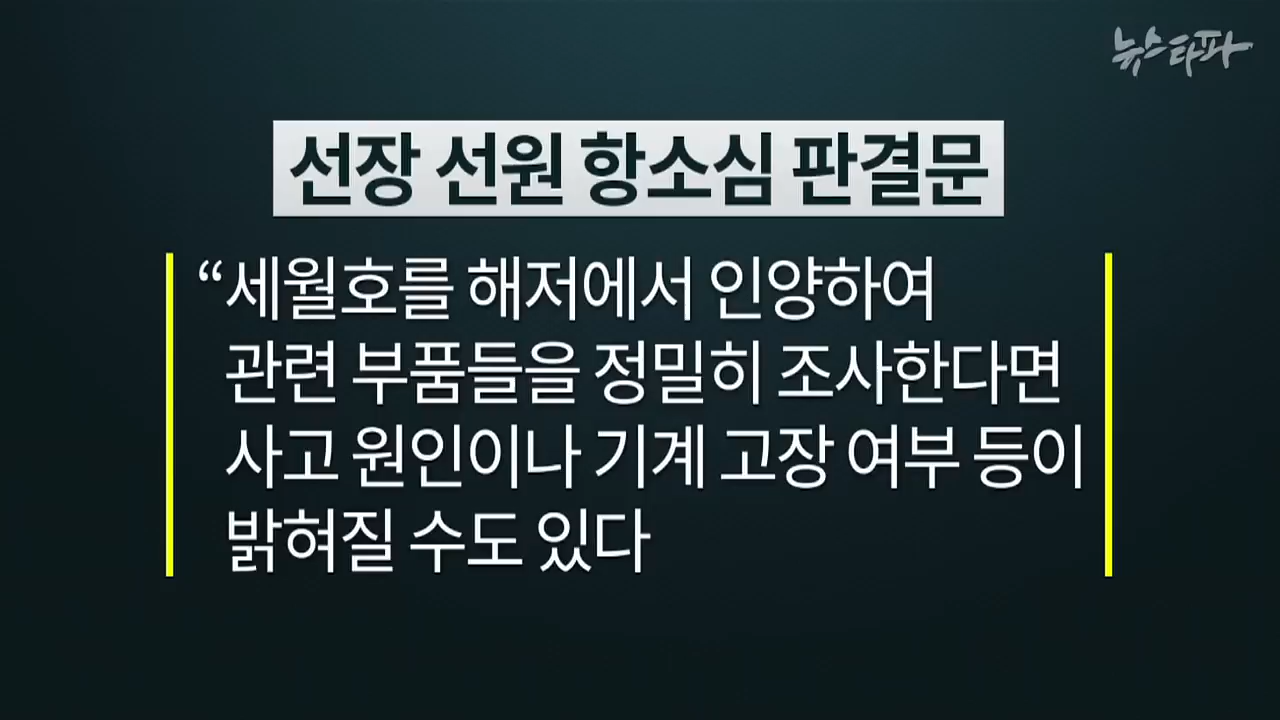 뉴스타파
선장 선원 항소심 판결문
“세월호를 해저에서 인양하여
관련 부품들을 정밀히 조사한다면
사고 원인이나 기계 고장 여부 등이
밝혀질 수도 있다